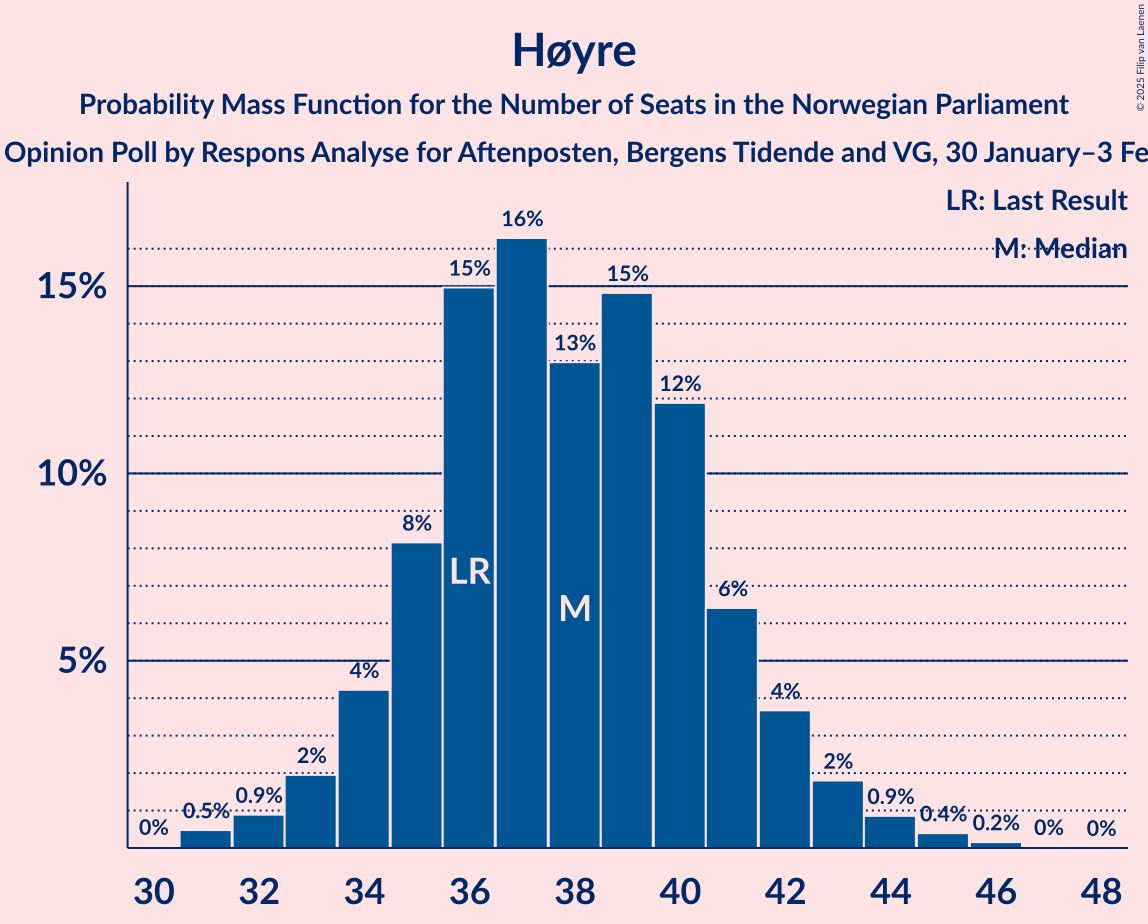 Høyre
Probability Mass Function for the Number of Seats in the Norwegian Parliament
Opinion Poll by Respons Analyse for Aftenposten, Bergens Tidende and VG, 30 January–3 Fe
© 2025 Filip van Laenen
LR: Last Result
M: Median
16%
15%
15%
15%
13%
12%
10%
8%
LR
M
6%
5%
4%
4%
2%
2%
0.9%
0.9%
0.5%
0.4%
0.2%
0%
0%
0%
30 32 34 36 38 40 42 44 46 48